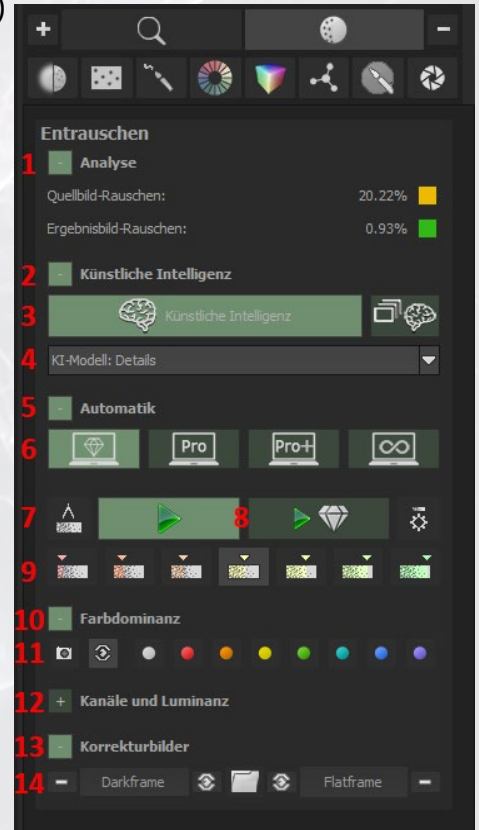 )
+
-
Entrauschen
1 - Analyse
Quellbild-Rauschen: 20.22%
Ergebnisbild-Rauschen: 0.93%
2 - Künstliche Intelligenz
3 Künstliche Intelligenz
4 KI-Modell: Details
5 - Automatik
6 Pro Pro+ ∞
7 8
9
10 - Farbdominanz
11
12 + Kanäle und Luminanz
13 - Korrekturbilder
14 - Darkframe Flatframe -